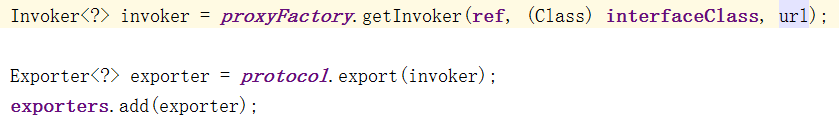 Invoker<?> invoker = proxyFactory.getInvoker(ref, (Class) interfaceClass, url);
Exporter<?> exporter = protocol.export(invoker);
exporters.add(exporter);